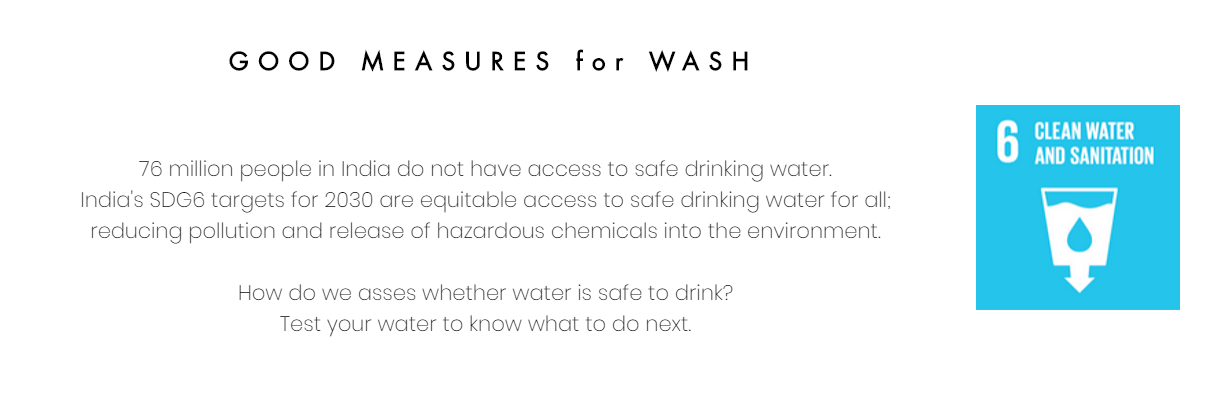 GOOD MEASURES for WASH
76 million people in India do not have access to safe drinking water.
India's SDG6 targets for 2030 are equitable access to safe drinking water for all;
reducing pollution and release of hazardous chemicals into the environment.
How do we asses whether water is safe to drink?
Test your water to know what to do next.
6 CLEAN WATER
AND SANITATION